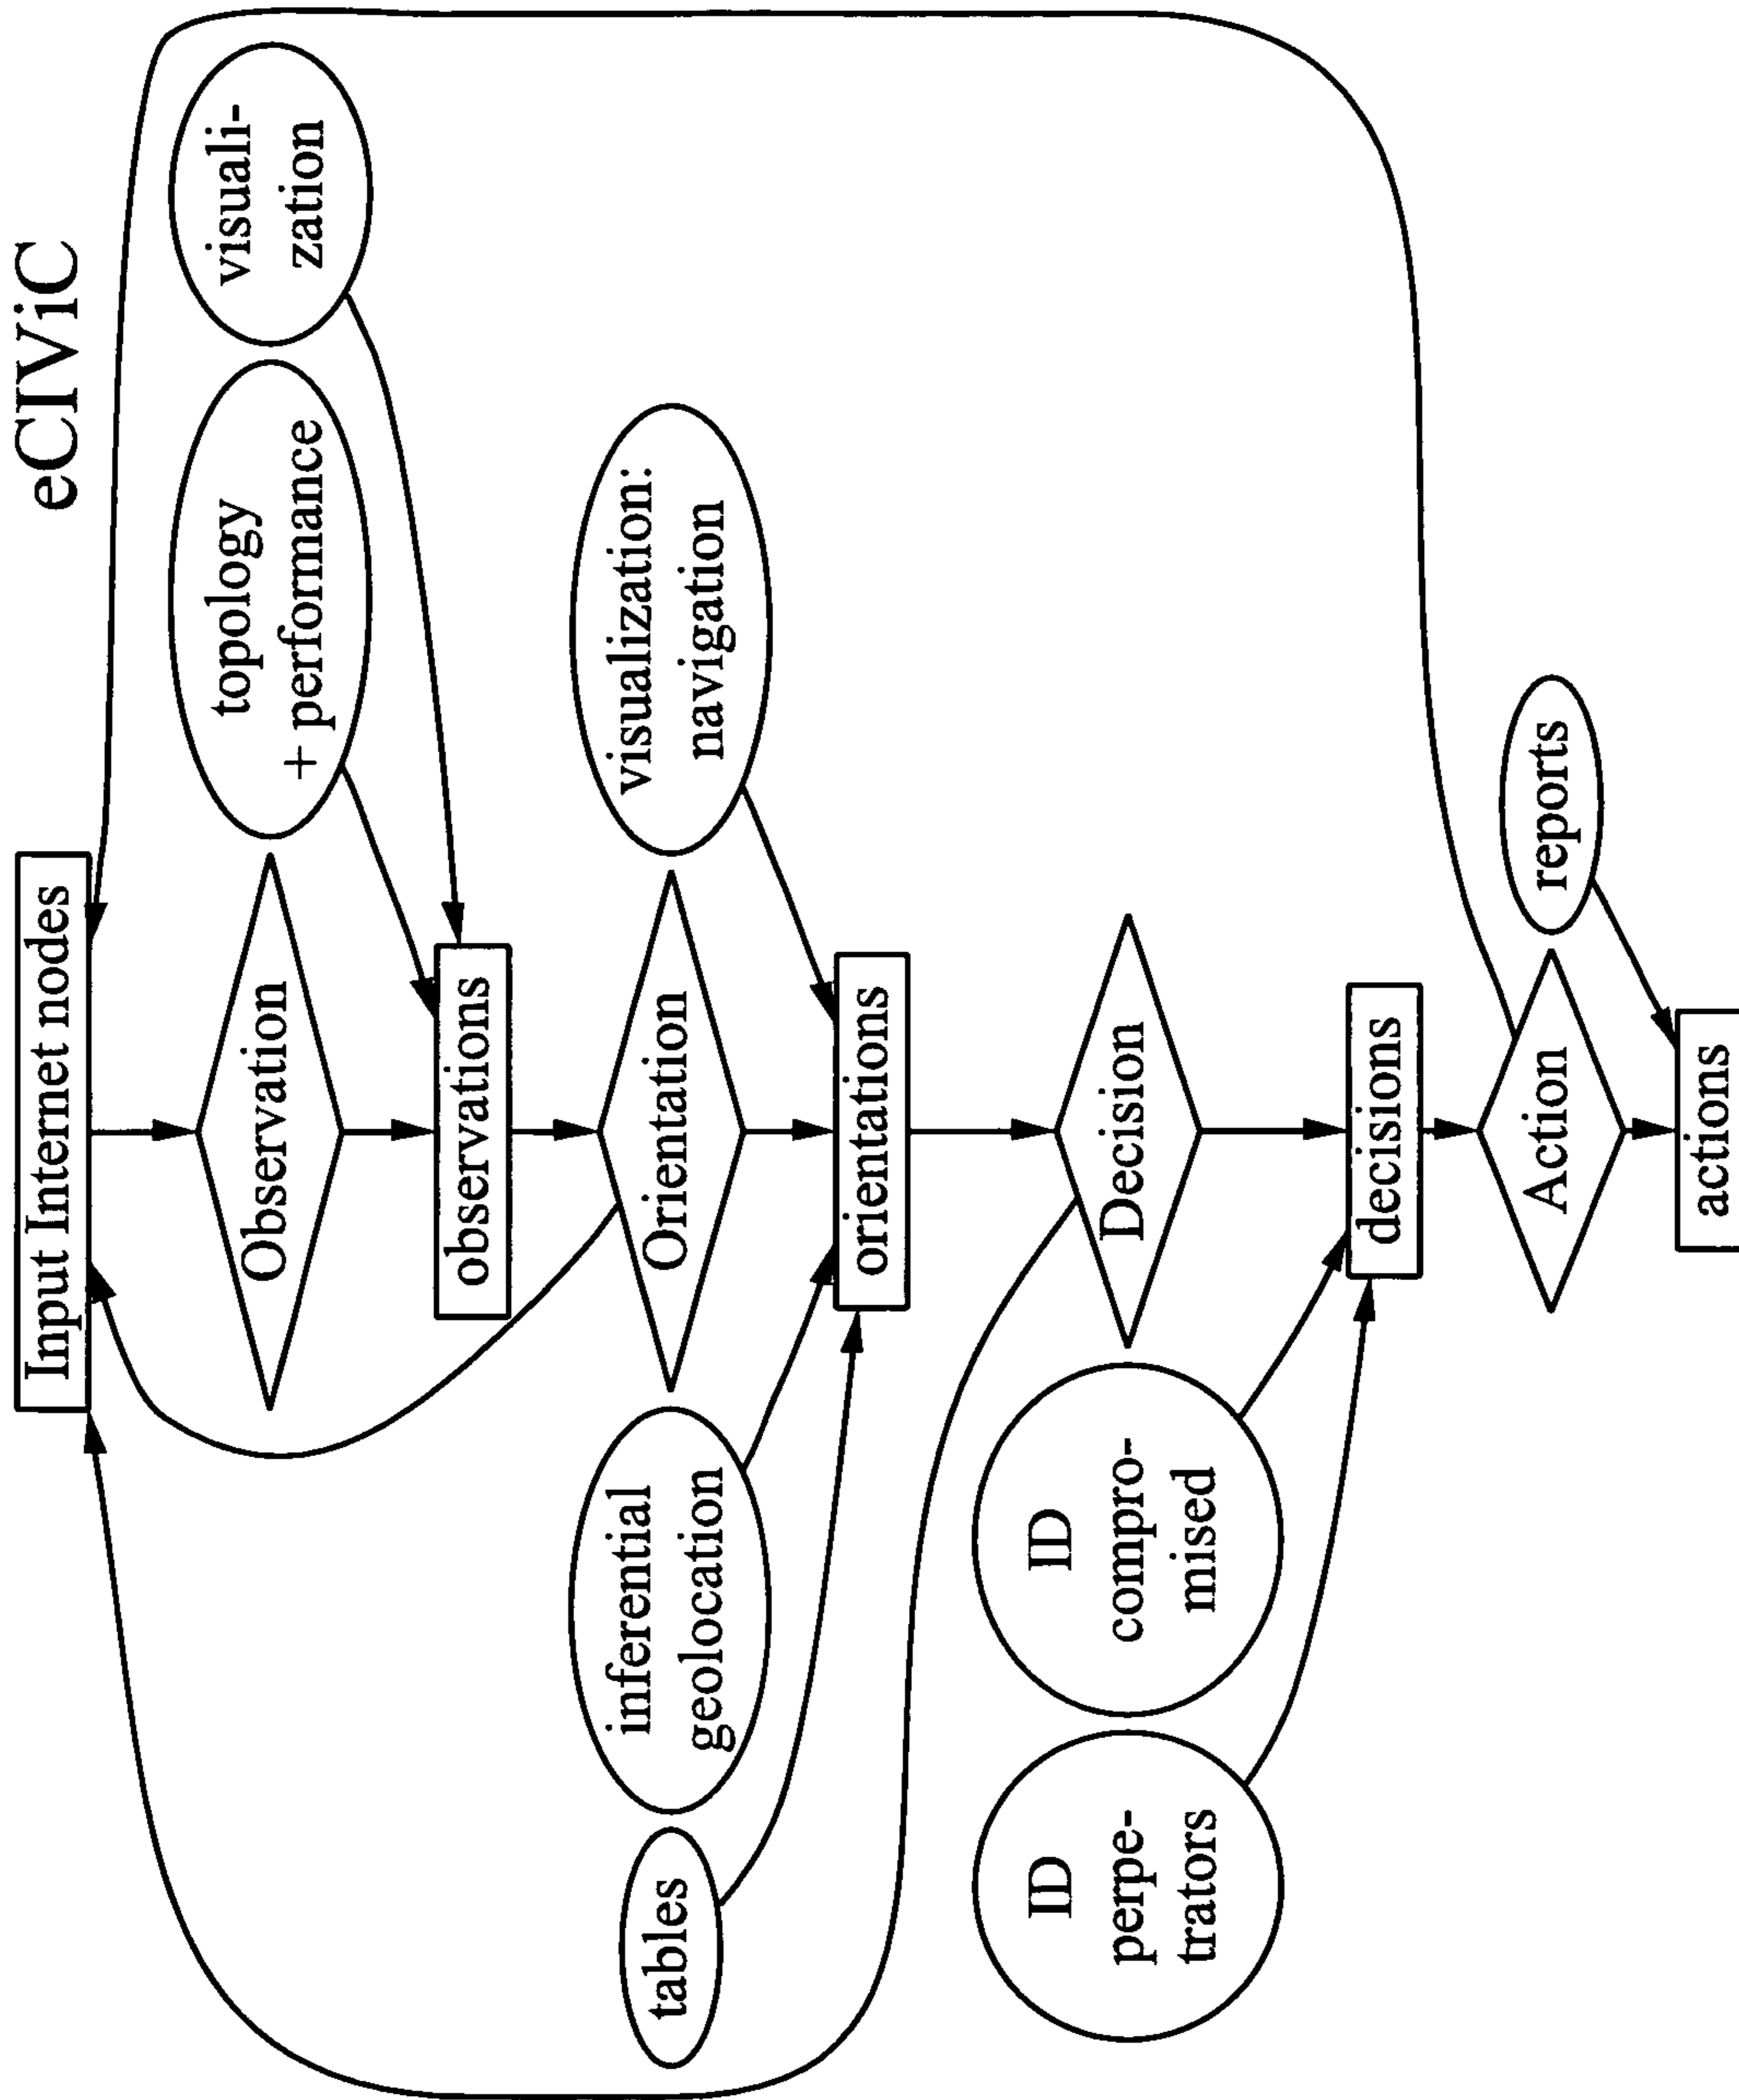 eCIViC
Input Internet nodes
Observation
topology
+ performance
visuali-
zation
observations
tables
inferential
geolocation
Orientation
visualization:
navigation
orientations
ID
perpe-
trators
ID
compro-
mised
Decision
decisions
Action
reports
actions